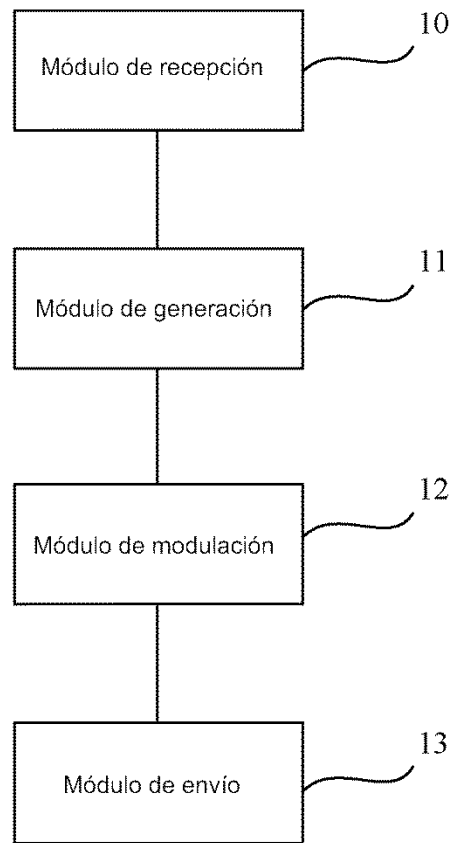 10
Módulo de recepción
11
Módulo de generación
12
Módulo de modulación
13
Módulo de envío